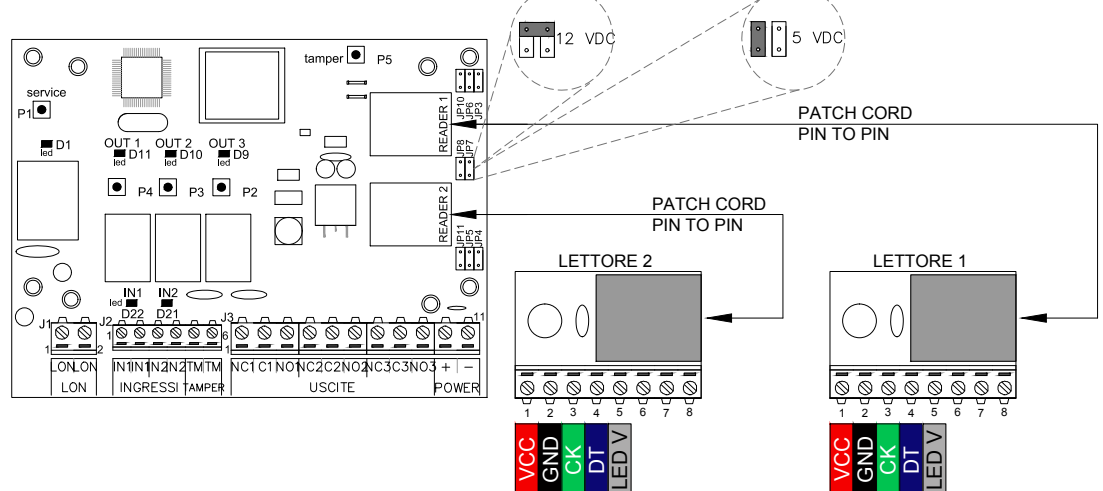 12 VDC
5 VDC
tamper P5
service
P1
D1
led
OUT 1 OUT 2 OUT 3
D11 D10 D9
led led led
P4 P3 P2
JP10 JP6 JP3
READER 1
JP8 JP7
READER 2
JP11 JP5 JP4
PATCH CORD
PIN TO PIN
PATCH CORD
PIN TO PIN
LETTORE 2
LETTORE 1
IN1 IN2
led
D22 D21
J1 J2 J3
11
1 2 1 6 1
LON LON
LON
IN1 IN1 IN2 IN2 TM TM
INGRESSI TAMPER
NC1 C1 NO1 NC2 C2 NO2 NC3 C3 NO3
USCITE
+ -
POWER
1 2 3 4 5 6 7 8
VCC GND CK DT LED V
1 2 3 4 5 6 7 8
VCC GND CK DT LED V